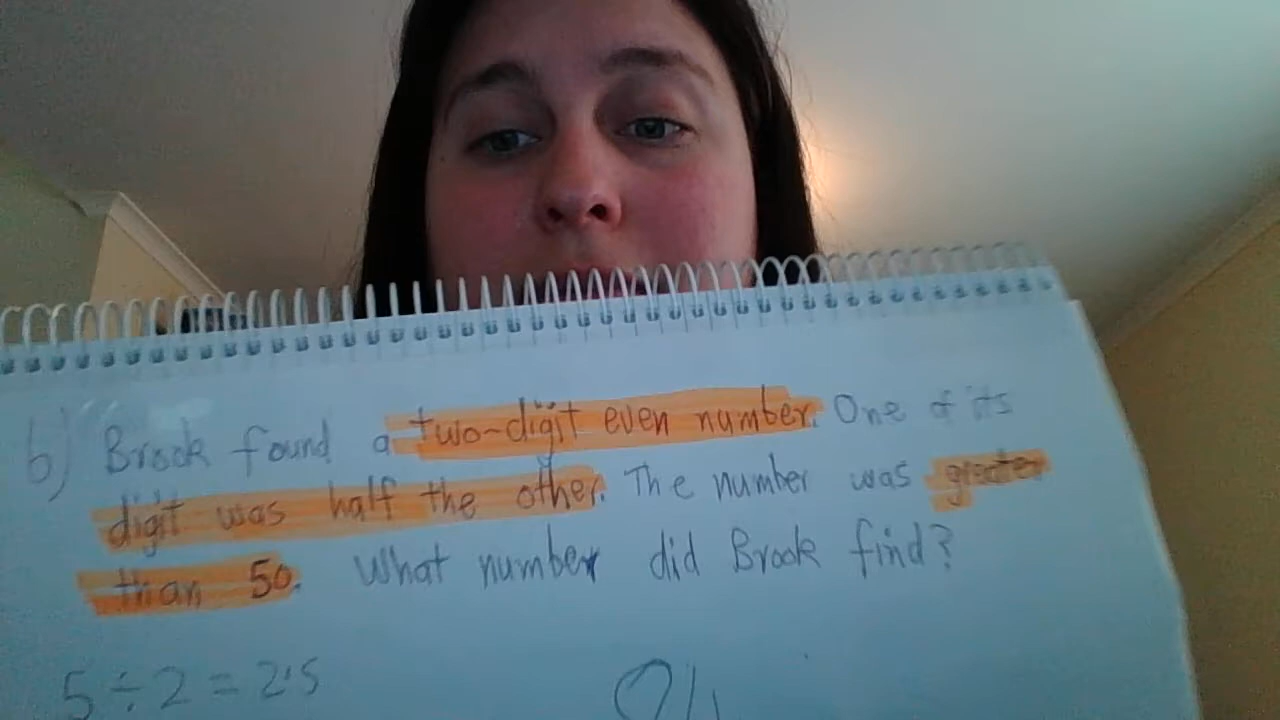 b) Brook found a two-digit even number. One of its
digit was half the other. The number was greater
than 50. What number did Brook find?
5 ÷ 2 = 2.5